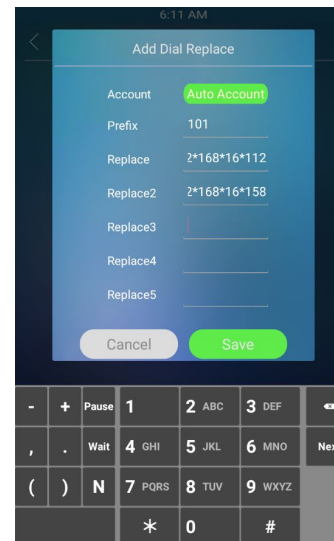 6:11 AM
Add Dial Replace
Account Auto Account
Prefix 101
Replace 2*168*16*112
Replace2 2*168*16*158
Replace3
Replace4
Replace5
Cancel Save
- + Pause 1 2 ABC 3 DEF
, . Wait 4 GHI 5 JKL 6 MNO Nex
( ) N 7 PQRS 8 TUV 9 WXYZ
* 0 #